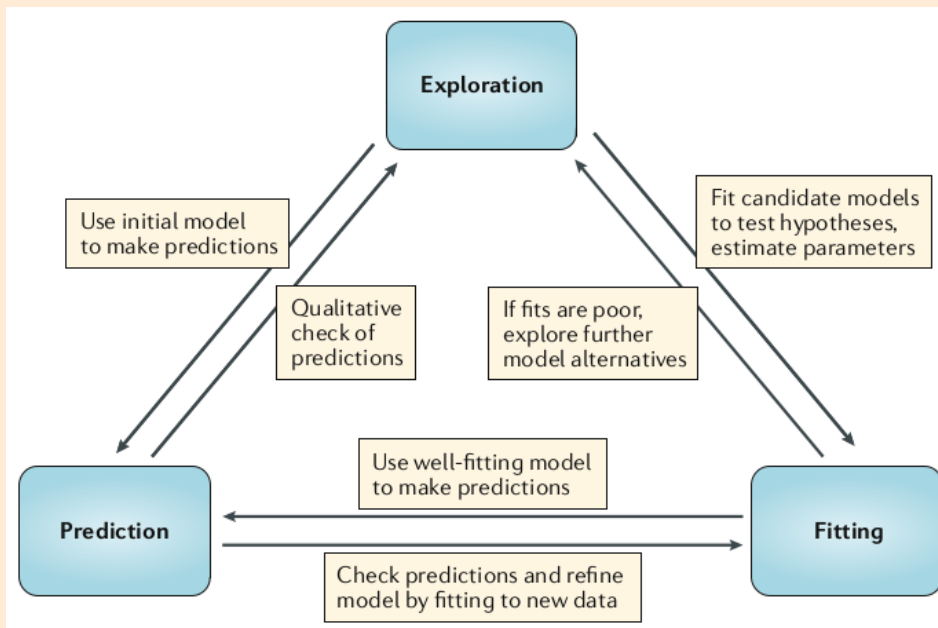 Exploration
Use initial model
to make predictions
Fit candidate models
to test hypotheses,
estimate parameters
Qualitative
check of
predictions
If fits are poor,
explore further
model alternatives
Use well-fitting model
to make predictions
Prediction
Fitting
Check predictions and refine
model by fitting to new data